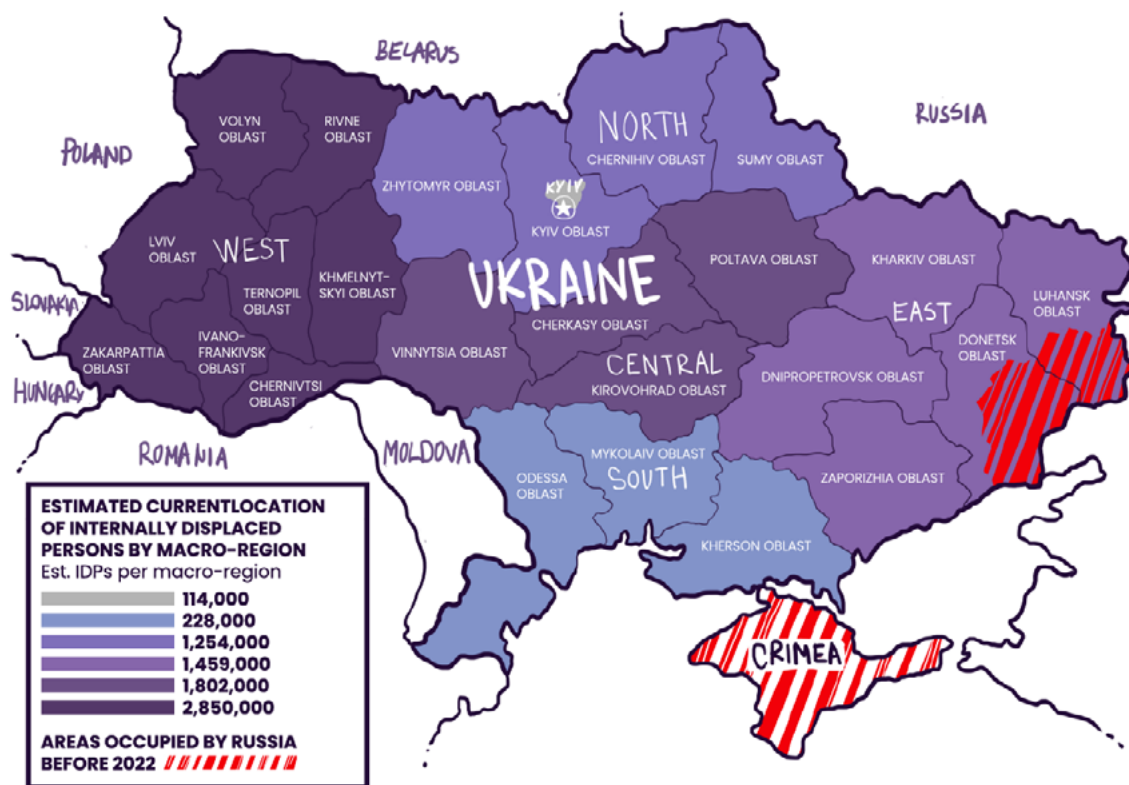 BELARUS
RUSSIA
POLAND
VOLYN
OBLAST
RIVNE
OBLAST
NORTH
CHERNIHIV OBLAST
SUMY OBLAST
ZHYTOMYR OBLAST
KYIV
KYIV OBLAST
LVIV
OBLAST
WEST
TERNOPIL
OBLAST
KHMELNYT-
SKYI OBLAST
UKRAINE
POLTAVA OBLAST
KHARKIV OBLAST
EAST
LUHANSK
OBLAST
SLOVAKIA
ZAKARPATTIA
OBLAST
IVANO-
FRANKIVSK
OBLAST
CHERNIVTSI
OBLAST
VINNYTSIA OBLAST
CHERKASY OBLAST
CENTRAL
KIROVOHRAD OBLAST
DNIPROPETROVSK OBLAST
DONETSK
OBLAST
HUNGARY
ROMANIA
MOLDOVA
ODESSA
OBLAST
MYKOLAIV OBLAST
SOUTH
ZAPORIZHIA OBLAST
KHERSON OBLAST
CRIMEA
ESTIMATED CURRENTLOCATION
OF INTERNALLY DISPLACED
PERSONS BY MACRO-REGION
Est. IDPs per macro-region
114,000
228,000
1,254,000
1,459,000
1,802,000
2,850,000
AREAS OCCUPIED BY RUSSIA
BEFORE 2022